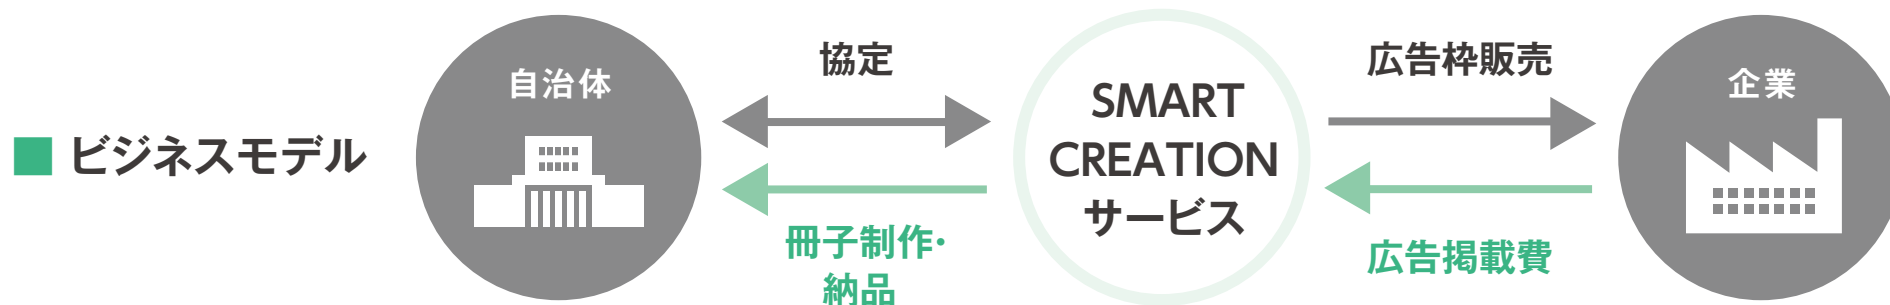 ■ ビジネスモデル
自治体
協定
冊子制作・
納品
SMART
CREATION
サービス
広告枠販売
広告掲載費
企業